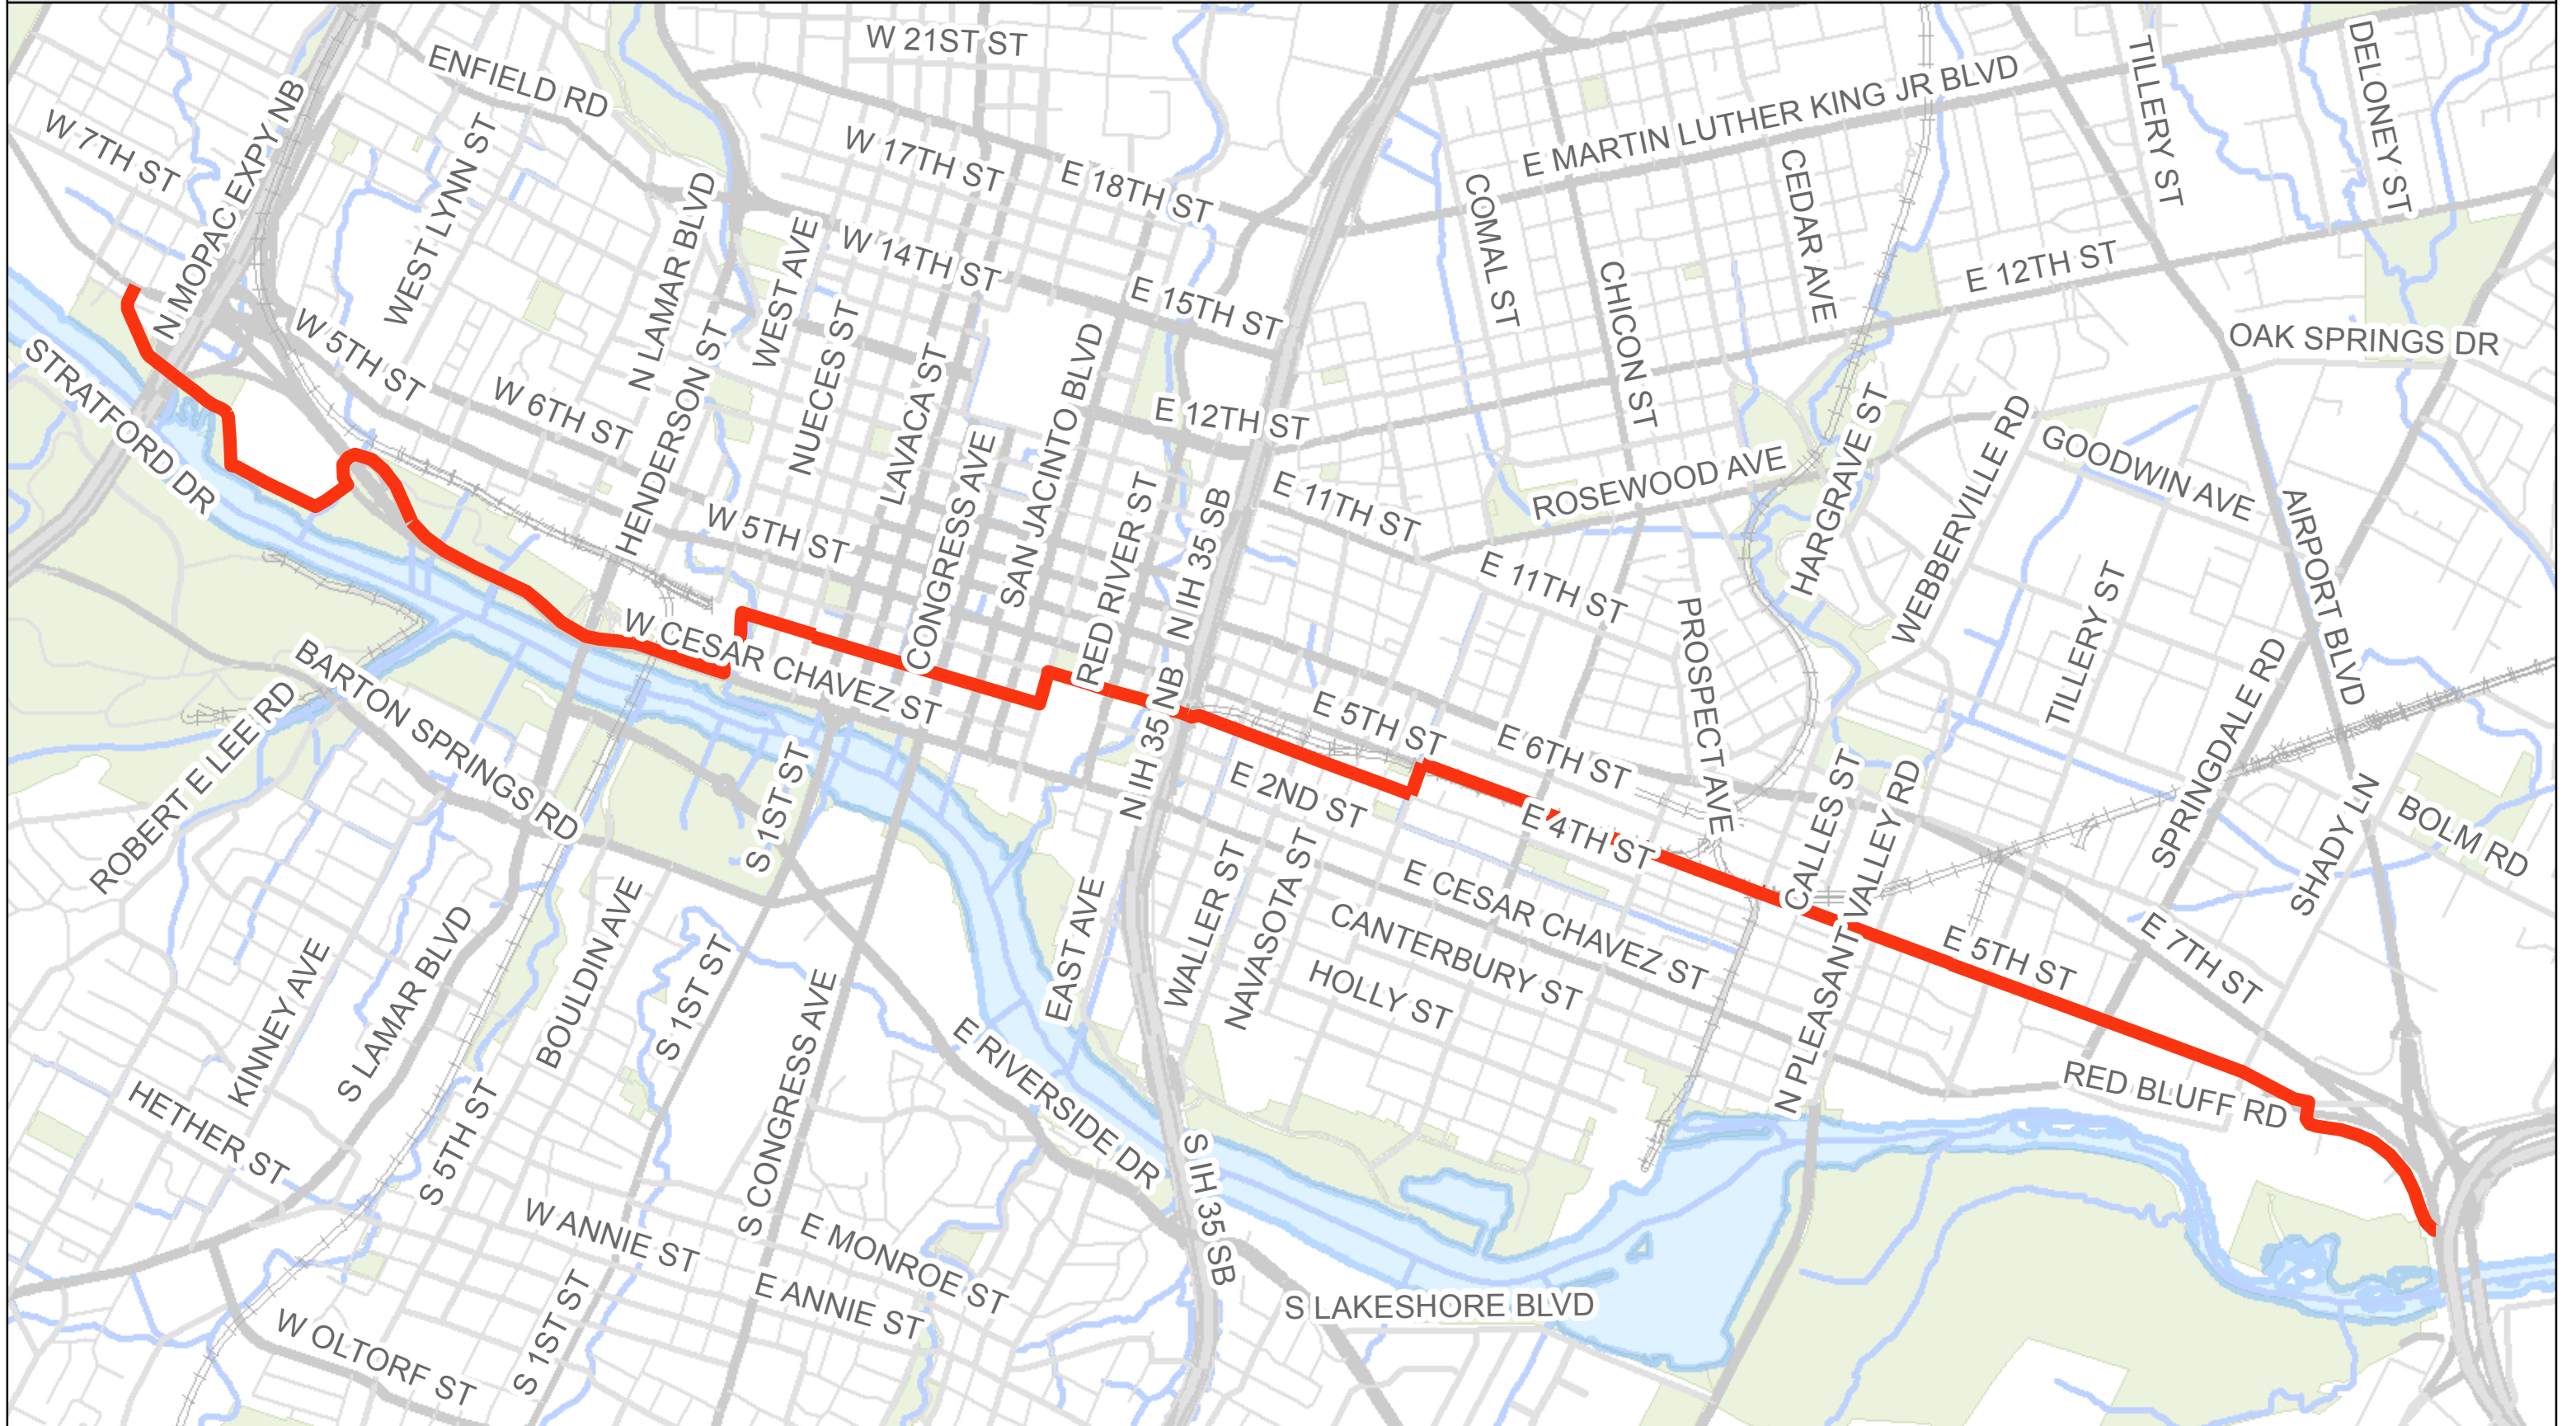 W 21ST ST
ENFIELD RD
W 7TH ST
N MOPAC EXPY NB
WEST LYNN ST
W 17TH ST
E 18TH ST
E MARTIN LUTHER KING JR BLVD
TILLERY ST
DELONEY ST
COMAL ST
CEDAR AVE
N LAMAR BLVD
WEST AVE
W 14TH ST
E 15TH ST
CHICON ST
E 12TH ST
OAK SPRINGS DR
STRATFORD DR
W 5TH ST
W 6TH ST
HENDERSON ST
NUECES ST
LAVACA ST
SAN JACINTO BLVD
E 12TH ST
ROSEWOOD AVE
HARGRAVE ST
WEBBERVILLE RD
GOODWIN AVE
AIRPORT BLVD
W 5TH ST
CONGRESS AVE
RED RIVER ST
N IH 35 SB
E 11TH ST
E 11TH ST
PROSPECT AVE
TILLERY ST
W CESAR CHAVEZ ST
N IH 35 NB
E 5TH ST
E 6TH ST
SPRINGDALE RD
ROBERT E LEE RD
BARTON SPRINGS RD
S 1ST ST
E 2ND ST
E 4TH ST
CALLES ST
N PLEASANT VALLEY RD
SHADY LN
BOLM RD
EAST AVE
WALLER ST
NAVASOTA ST
E CESAR CHAVEZ ST
CANTERBURY ST
HOLLY ST
E 5TH ST
E 7TH ST
KINNEY AVE
S LAMAR BLVD
BOULDIN AVE
S 1ST ST
S CONGRESS AVE
E RIVERSIDE DR
RED BLUFF RD
HETHER ST
S 5TH ST
W ANNIE ST
E MONROE ST
E ANNIE ST
S IH 35 SB
S LAKESHORE BLVD
W OLTORF ST
S 1ST ST